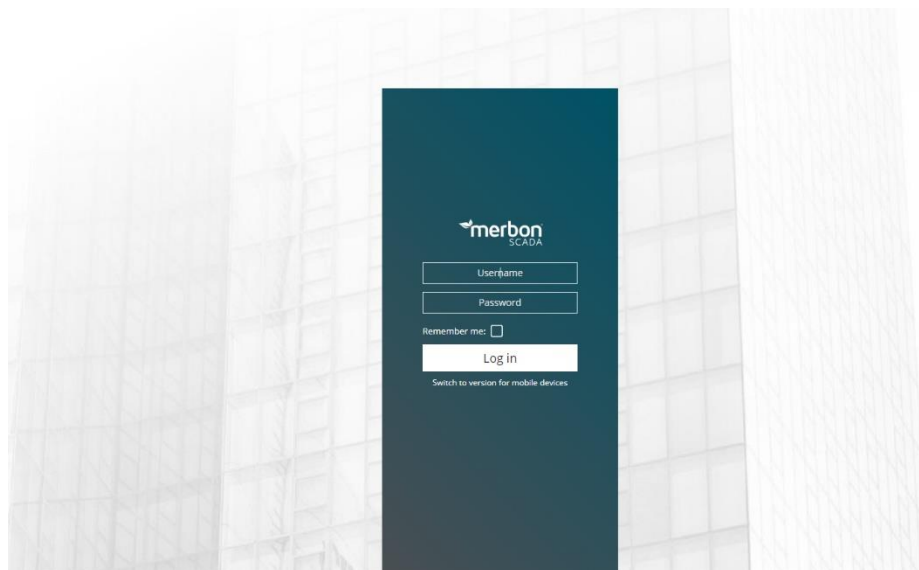 merbon
SCADA
Username
Password
Remember me:
Log in
Switch to version for mobile devices